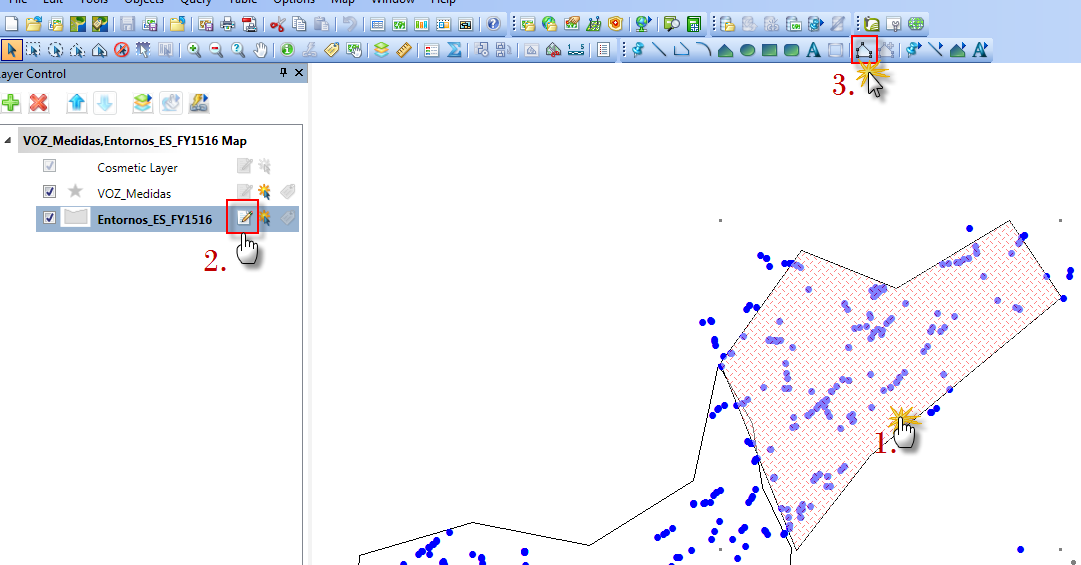 File Edit Tools Objects Query Table Options Map Window Help
Layer Control
VOZ_Medidas,Entornos_ES_FY1516 Map
Cosmetic Layer
VOZ_Medidas
Entornos_ES_FY1516
3.
2.
1.